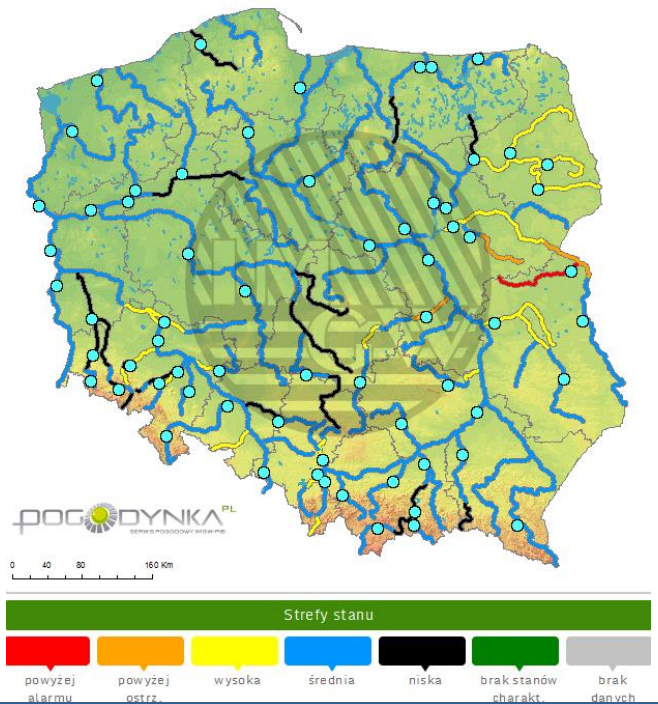 POGODYNKA PL
SERWIS POGODOWY IMGW-PIB
0 40 80 160 Km
Strefy stanu
powyżej alarmu
powyżej ostrz.
wysoka
średnia
niska
brak stanów charakt.
brak danych